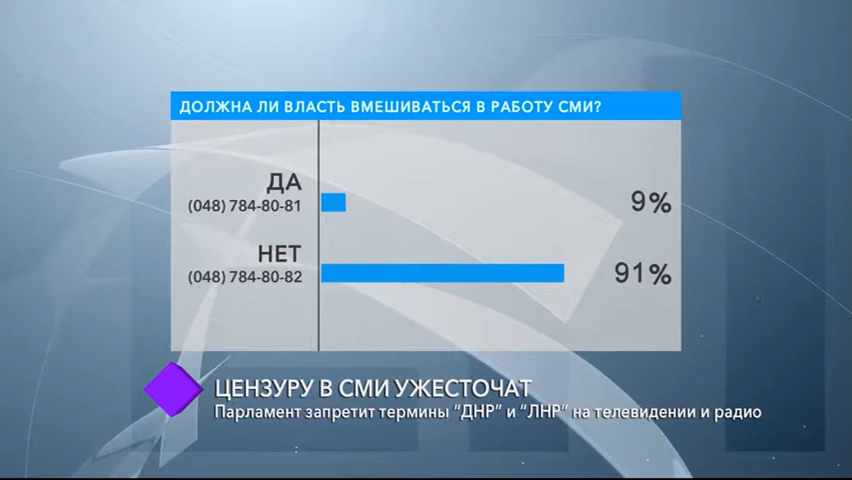 ДОЛЖНА ЛИ ВЛАСТЬ ВМЕШИВАТЬСЯ В РАБОТУ СМИ?
ДА
(048) 784-80-81
9%
НЕТ
(048) 784-80-82
91%
ЦЕНЗУРУ В СМИ УЖЕСТОЧАТ
Парламент запретит термины “ДНР” и “ЛНР” на телевидении и радио